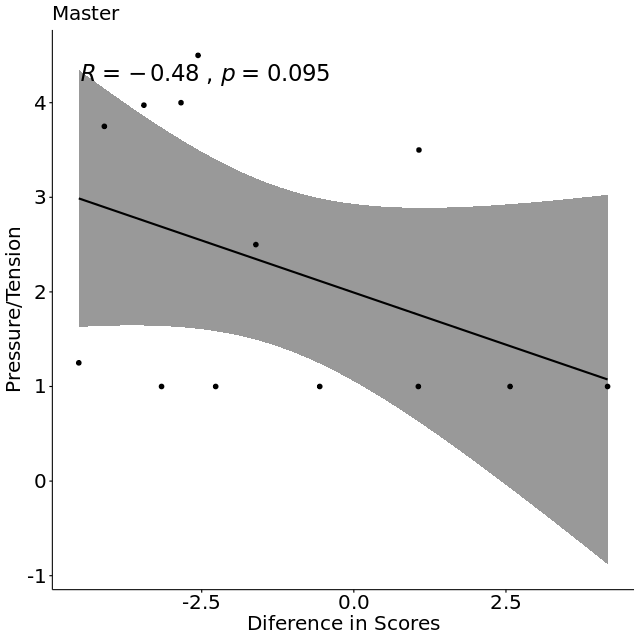 Master
R = −0.48 , p = 0.095
4
3
2
1
0
-1
Pressure/Tension
-2.5 0.0 2.5
Diference in Scores